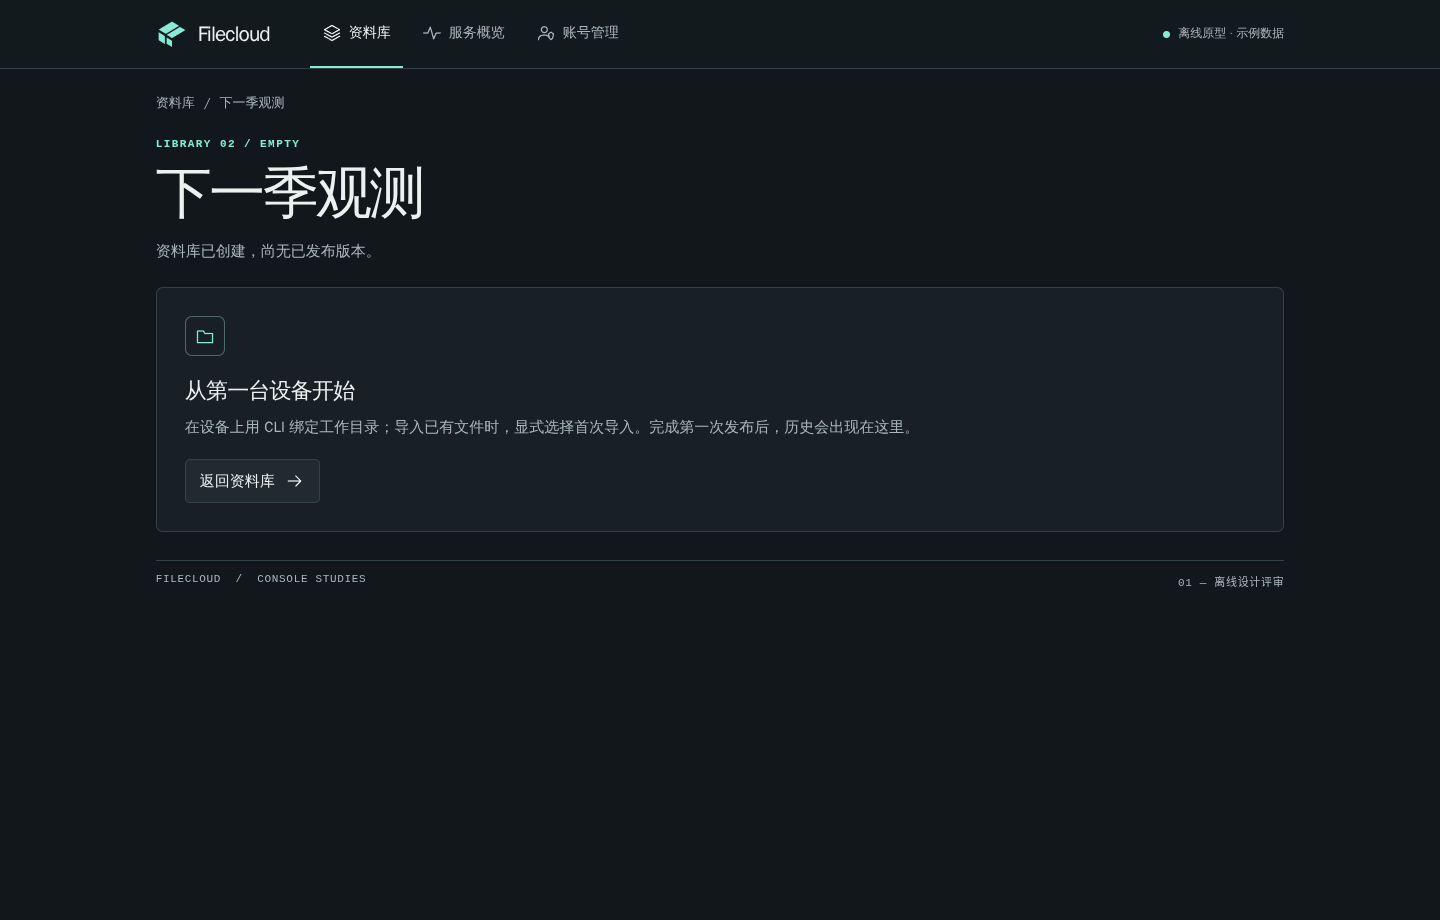 Filecloud
资料库
服务概览
账号管理
离线原型 · 示例数据
资料库 / 下一季观测
LIBRARY 02 / EMPTY
下一季观测
资料库已创建，尚无已发布版本。
从第一台设备开始
在设备上用 CLI 绑定工作目录；导入已有文件时，显式选择首次导入。完成第一次发布后，历史会出现在这里。
返回资料库 →
FILECLOUD / CONSOLE STUDIES
01 — 离线设计评审